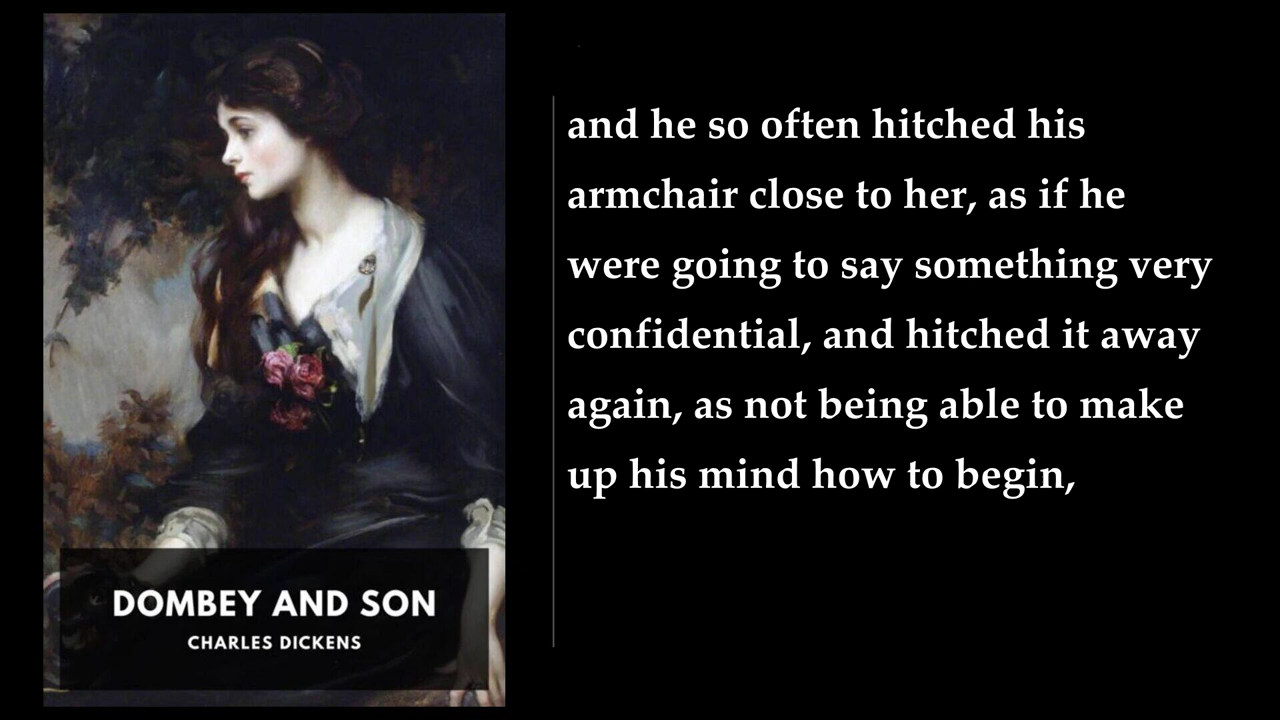 DOMBEY AND SON
CHARLES DICKENS
and he so often hitched his
armchair close to her, as if he
were going to say something very
confidential, and hitched it away
again, as not being able to make
up his mind how to begin,